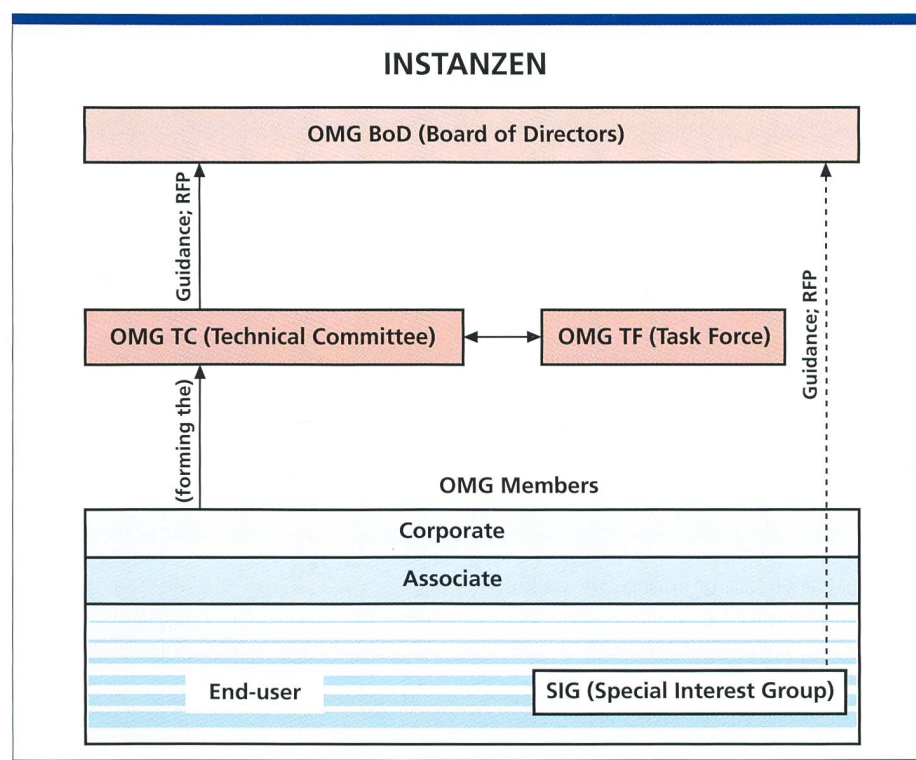 INSTANZEN
OMG BoD (Board of Directors)
Guidance; RFP
Guidance; RFP
OMG TC (Technical Committee)
OMG TF (Task Force)
(forming the)
OMG Members
Corporate
Associate
End-user
SIG (Special Interest Group)